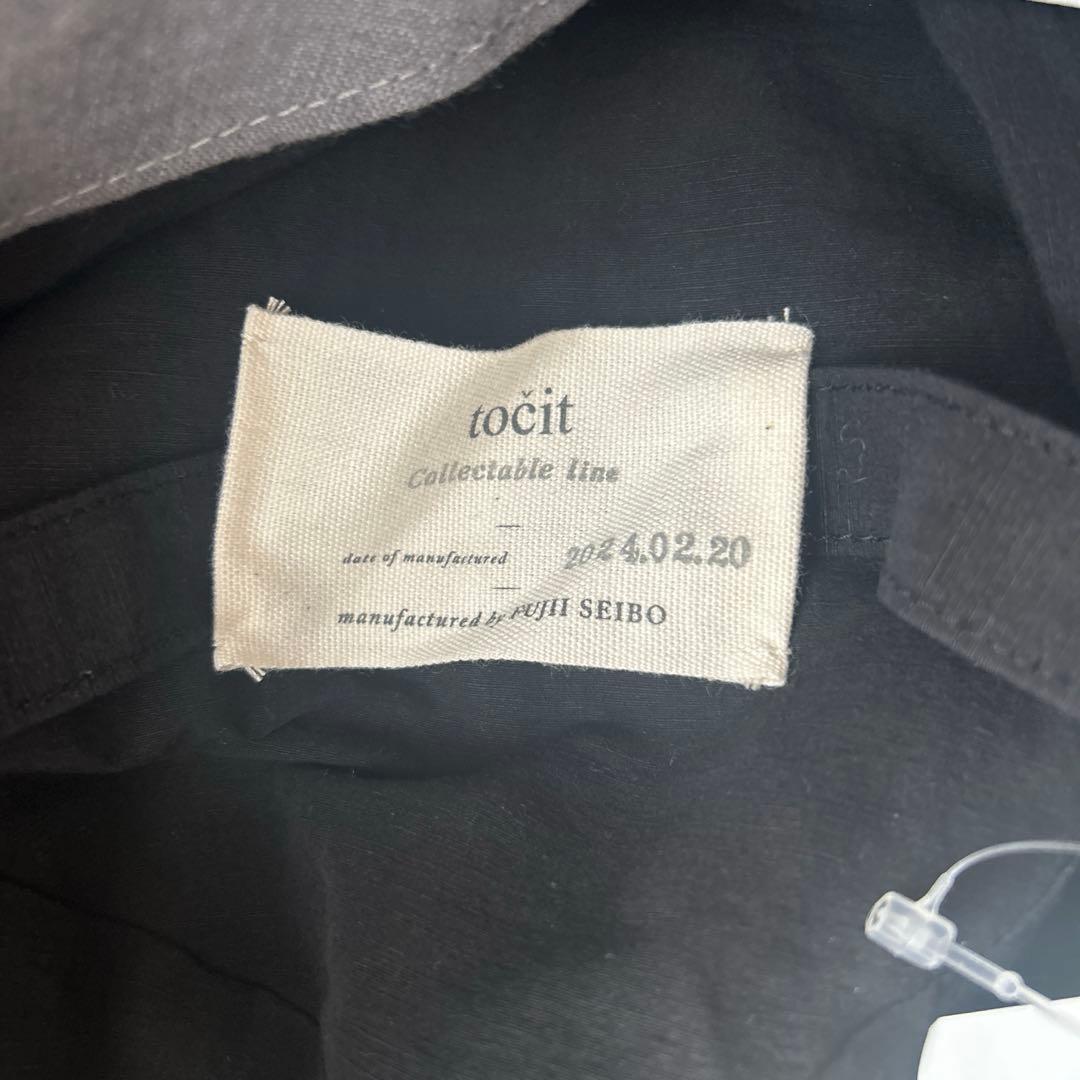 točit
Collectable line
—
date of manufactured 2024.02.20
—
manufactured by FUJII SEIBO